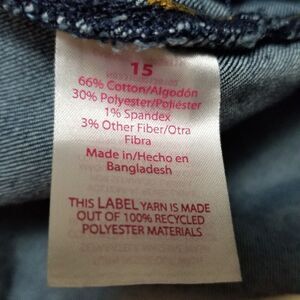 15
66% Cotton/Algodón
30% Polyester/Poliéster
1% Spandex
3% Other Fiber/Otra
Fibra
Made in/Hecho en
Bangladesh
THIS LABEL YARN IS MADE
OUT OF 100% RECYCLED
POLYESTER MATERIALS